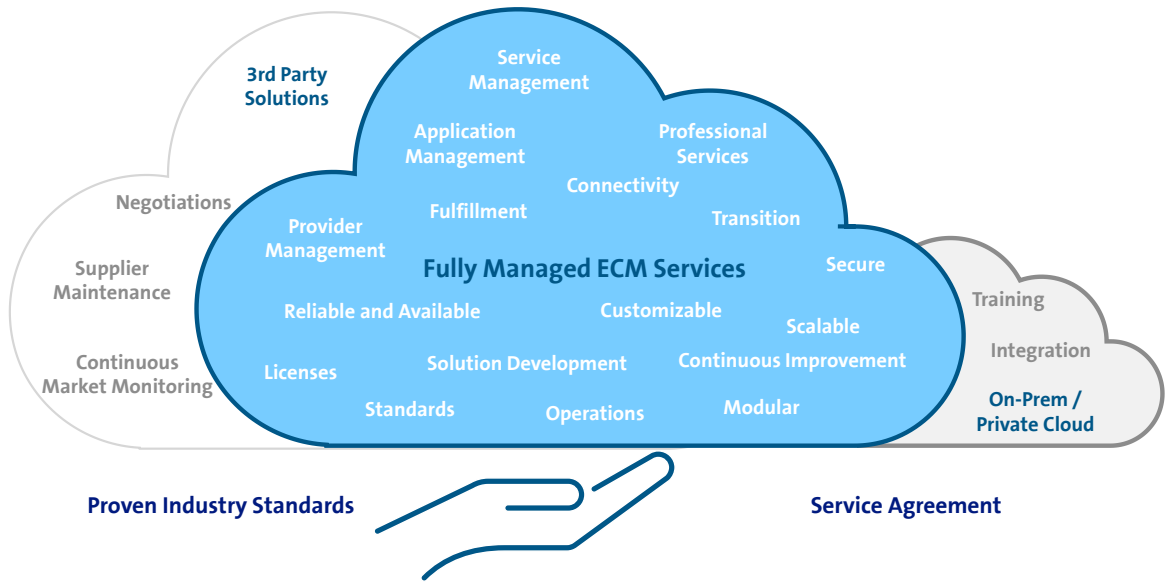 3rd Party
Solutions
Negotiations
Supplier
Maintenance
Continuous
Market Monitoring
Service
Management
Application
Management
Professional
Services
Connectivity
Fulfillment
Transition
Provider
Management
Fully Managed ECM Services
Secure
Reliable and Available
Customizable
Scalable
Solution Development
Continuous Improvement
Licenses
Standards
Operations
Modular
Training
Integration
On-Prem /
Private Cloud
Proven Industry Standards
Service Agreement